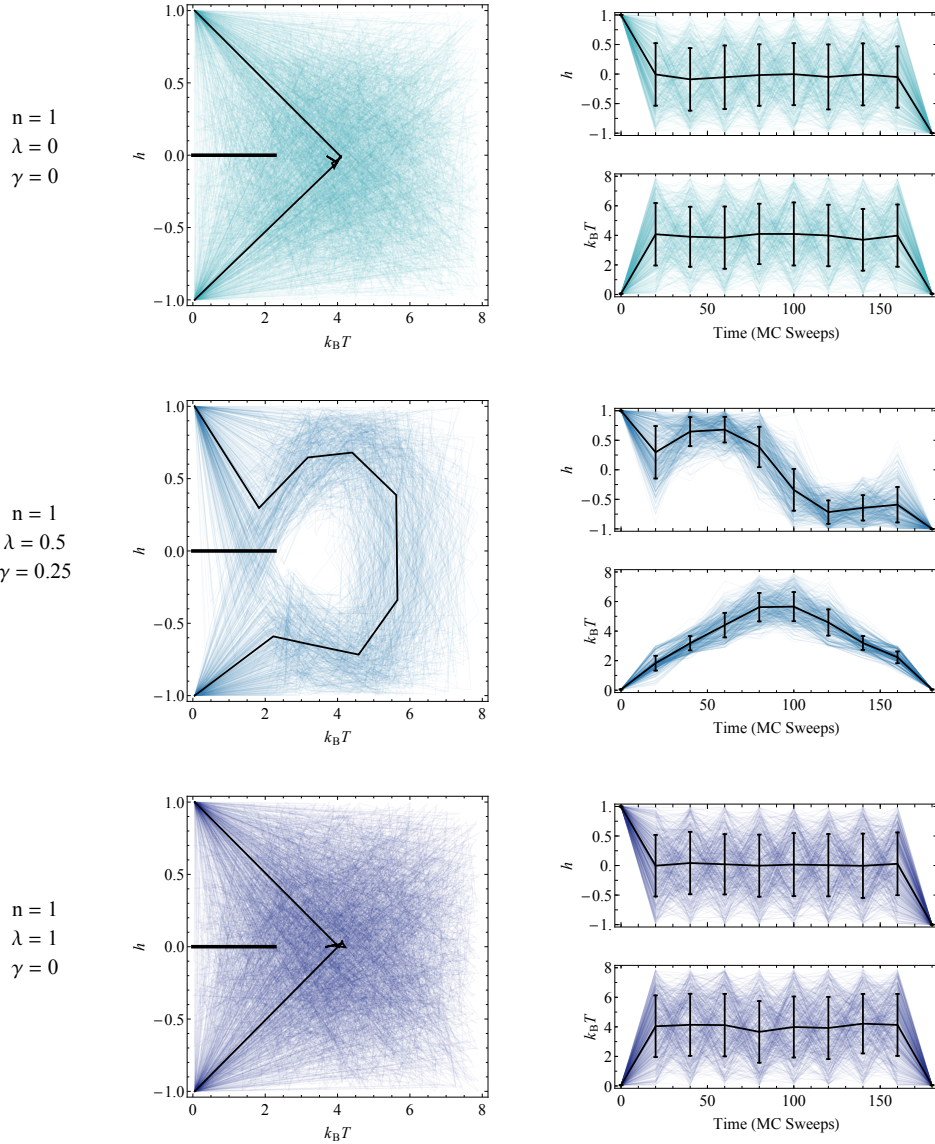 n = 1
λ = 0
γ = 0
1.0
0.5
0.0
−0.5
−1.0
h
0 2 4 6 8
k_B T
1.
0.5
0.
−0.5
−1.
h
8
6
4
2
0
k_B T
0 50 100 150
Time (MC Sweeps)
n = 1
λ = 0.5
γ = 0.25
1.0
0.5
0.0
−0.5
−1.0
h
0 2 4 6 8
k_B T
1.
0.5
0.
−0.5
−1.
h
8
6
4
2
0
k_B T
0 50 100 150
Time (MC Sweeps)
n = 1
λ = 1
γ = 0
1.0
0.5
0.0
−0.5
−1.0
h
0 2 4 6 8
k_B T
1.
0.5
0.
−0.5
−1.
h
8
6
4
2
0
k_B T
0 50 100 150
Time (MC Sweeps)